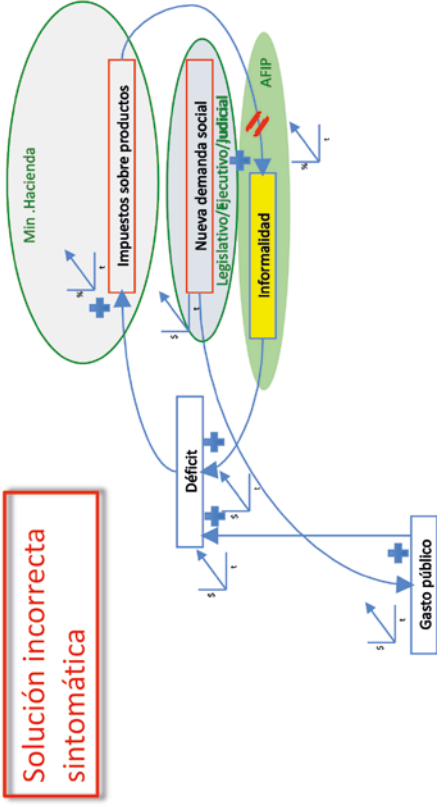 Solución incorrecta
sintomática
Min .Hacienda
%
t
Impuestos sobre productos
$
t
Nueva demanda social
Legislativo/Ejecutivo/Judicial
AFIP
%
t
Informalidad
Déficit
$
t
$
t
$
t
Gasto público